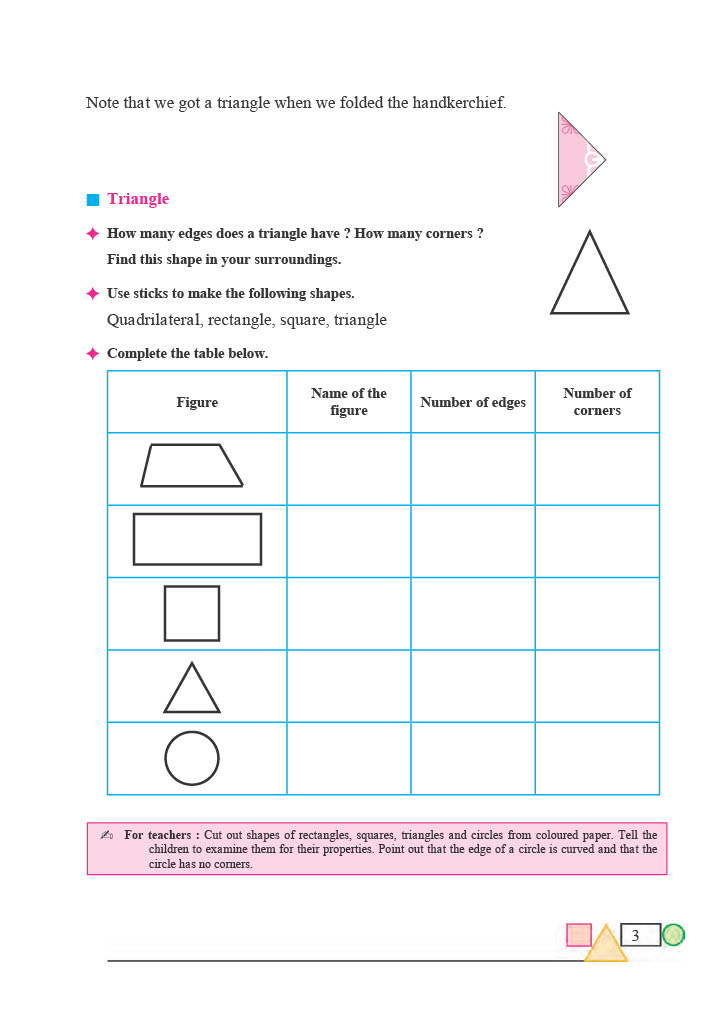 Note that we got a triangle when we folded the handkerchief.
Triangle
How many edges does a triangle have ? How many corners ?
Find this shape in your surroundings.
Use sticks to make the following shapes.
Quadrilateral, rectangle, square, triangle
Complete the table below.
Figure
Name of the
figure
Number of edges
Number of
corners
For teachers : Cut out shapes of rectangles, squares, triangles and circles from coloured paper. Tell the
children to examine them for their properties. Point out that the edge of a circle is curved and that the
circle has no corners.
3